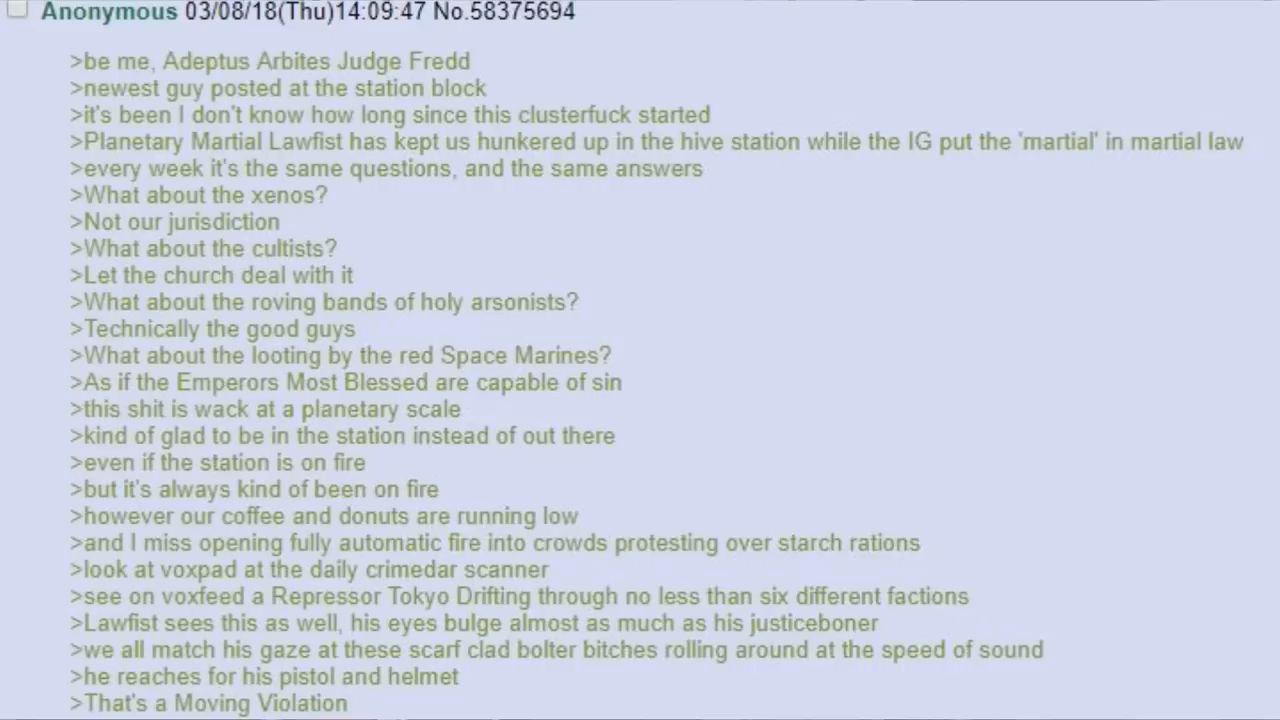 Anonymous 03/08/18(Thu)14:09:47 No.58375694
>be me, Adeptus Arbites Judge Fredd
>newest guy posted at the station block
>it's been I don't know how long since this clusterfuck started
>Planetary Martial Lawfist has kept us hunkered up in the hive station while the IG put the 'martial' in martial law
>every week it's the same questions, and the same answers
>What about the xenos?
>Not our jurisdiction
>What about the cultists?
>Let the church deal with it
>What about the roving bands of holy arsonists?
>Technically the good guys
>What about the looting by the red Space Marines?
>As if the Emperors Most Blessed are capable of sin
>this shit is wack at a planetary scale
>kind of glad to be in the station instead of out there
>even if the station is on fire
>but it's always kind of been on fire
>however our coffee and donuts are running low
>and I miss opening fully automatic fire into crowds protesting over starch rations
>look at voxpad at the daily crimedar scanner
>see on voxfeed a Repressor Tokyo Drifting through no less than six different factions
>Lawfist sees this as well, his eyes bulge almost as much as his justiceboner
>we all match his gaze at these scarf clad bolter bitches rolling around at the speed of sound
>he reaches for his pistol and helmet
>That's a Moving Violation